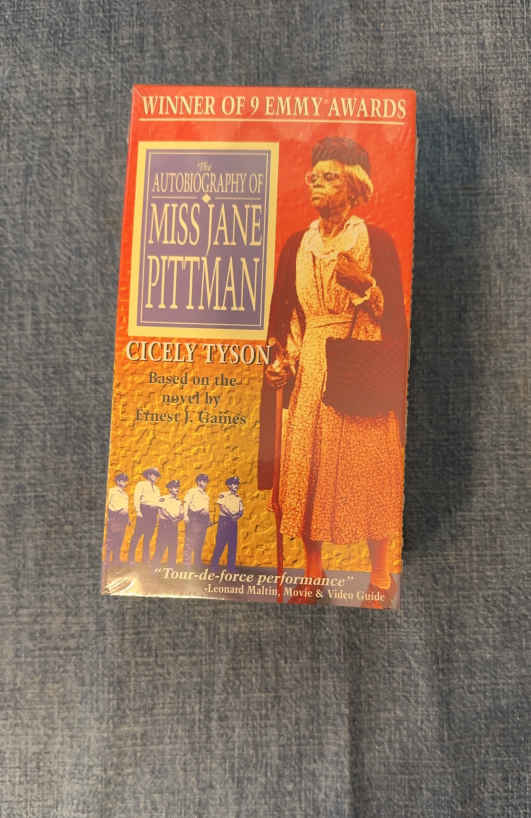 WINNER OF 9 EMMY AWARDS
The
AUTOBIOGRAPHY OF
MISS JANE
PITTMAN
CICELY TYSON
Based on the
novel by
Ernest J. Gaines
"Tour-de-force performance"
-Leonard Maltin, Movie & Video Guide